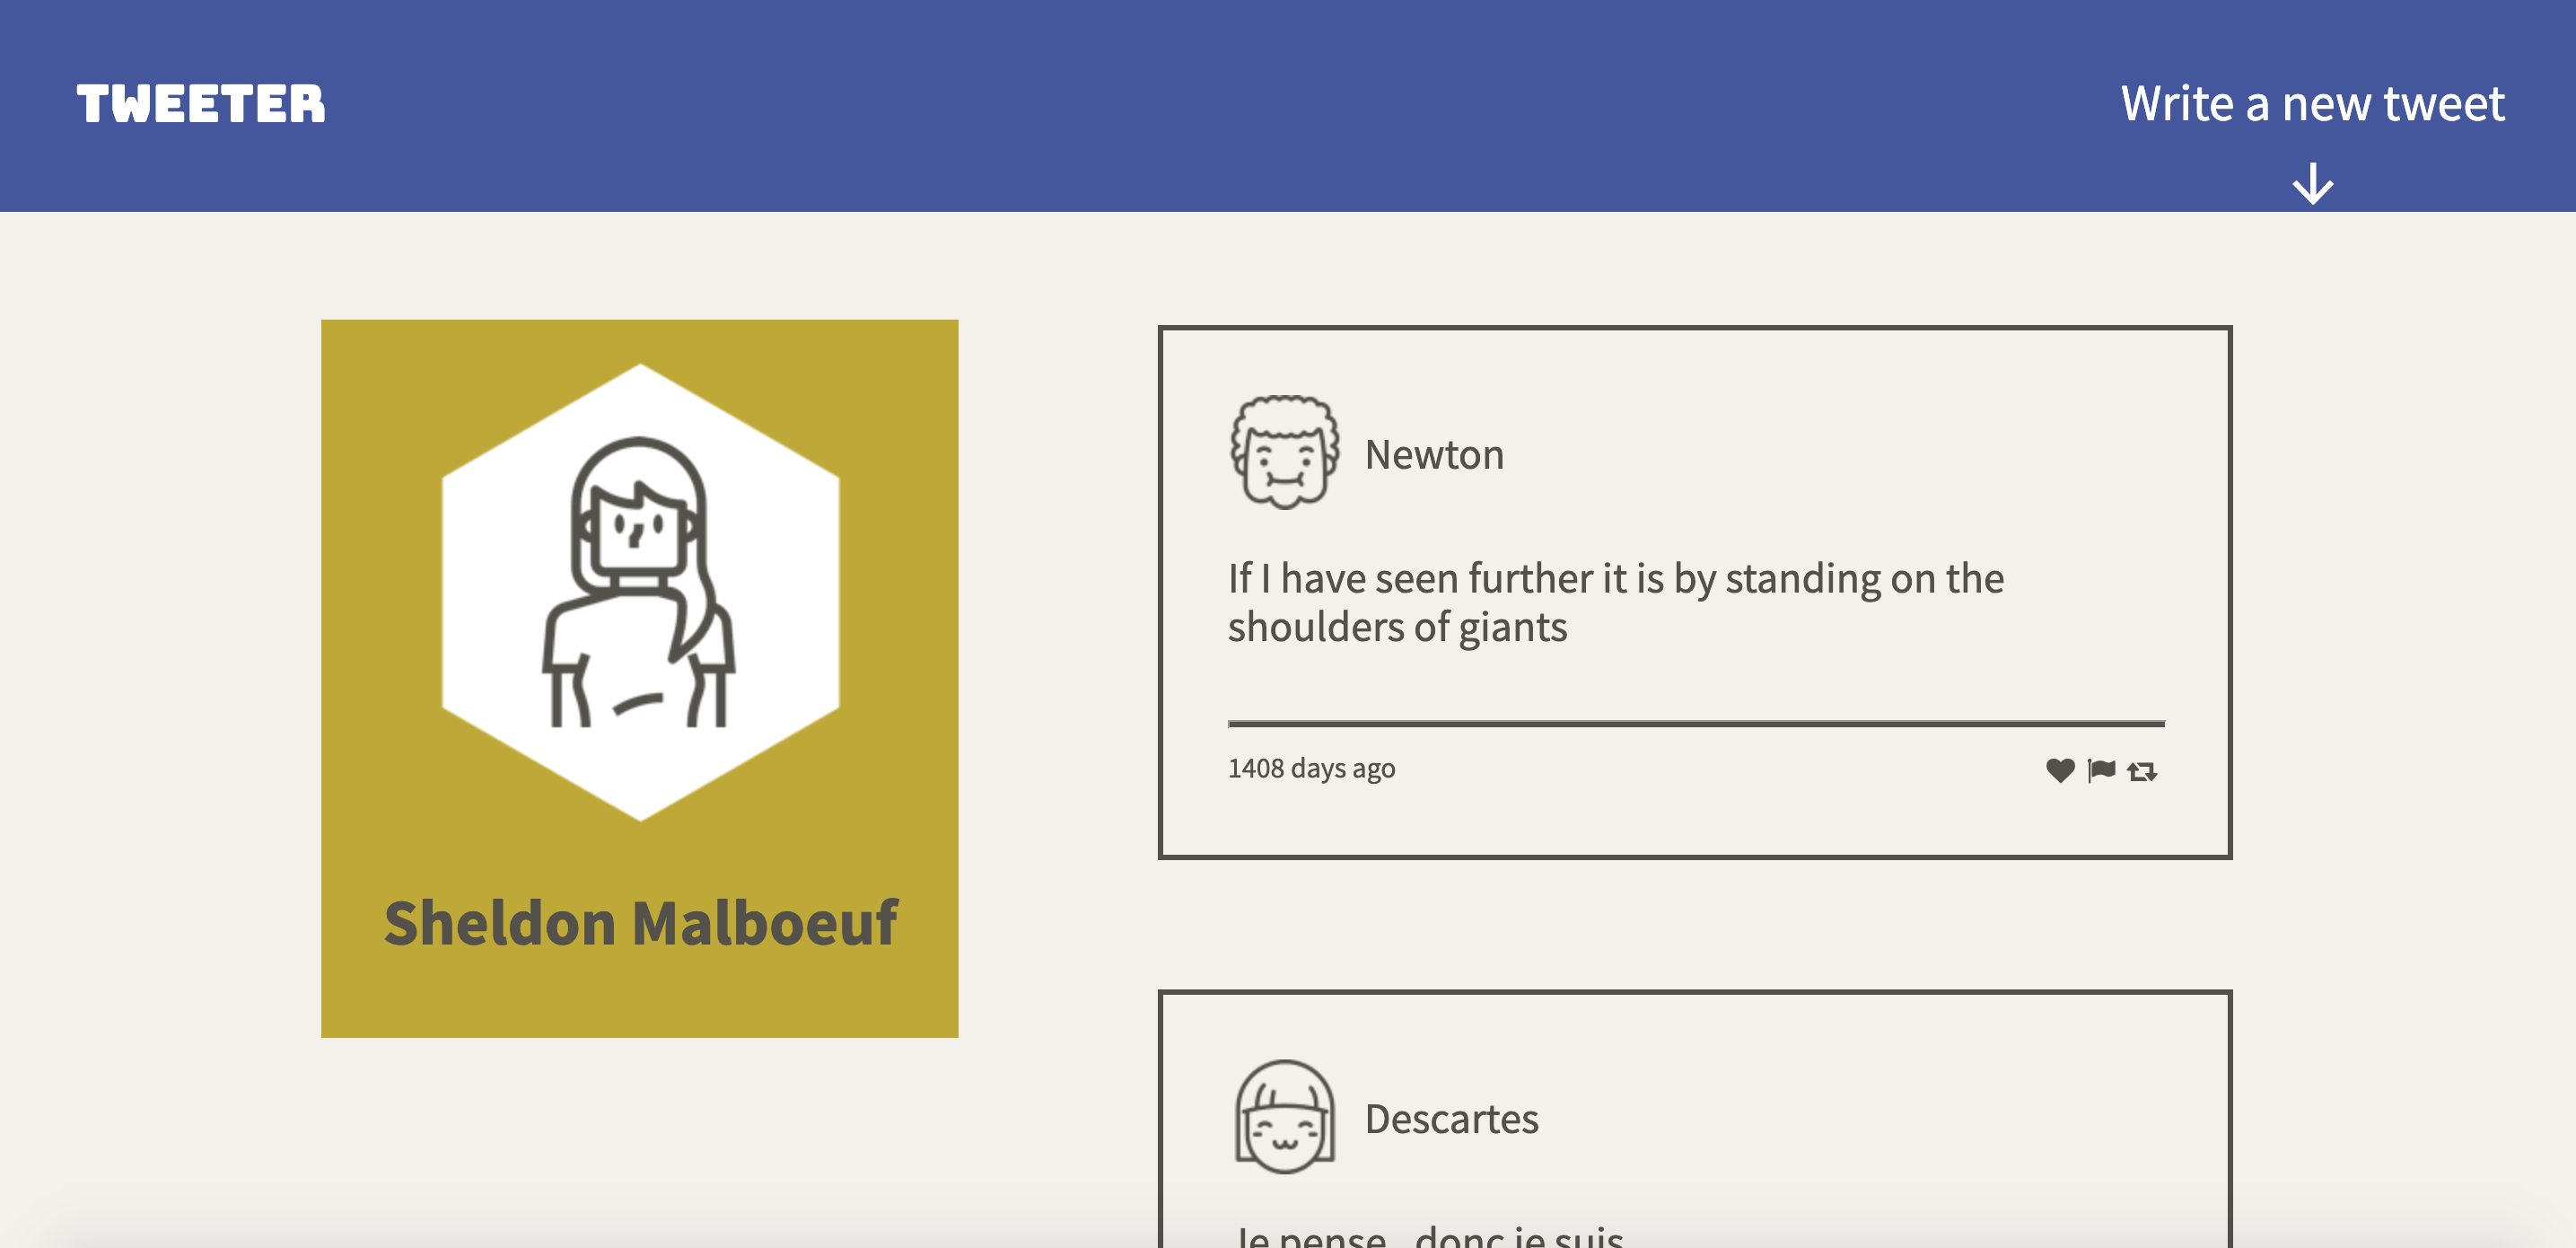 TWEETER
Write a new tweet
Sheldon Malboeuf
Newton
If I have seen further it is by standing on the
shoulders of giants
1408 days ago
Descartes
Je pense , donc je suis